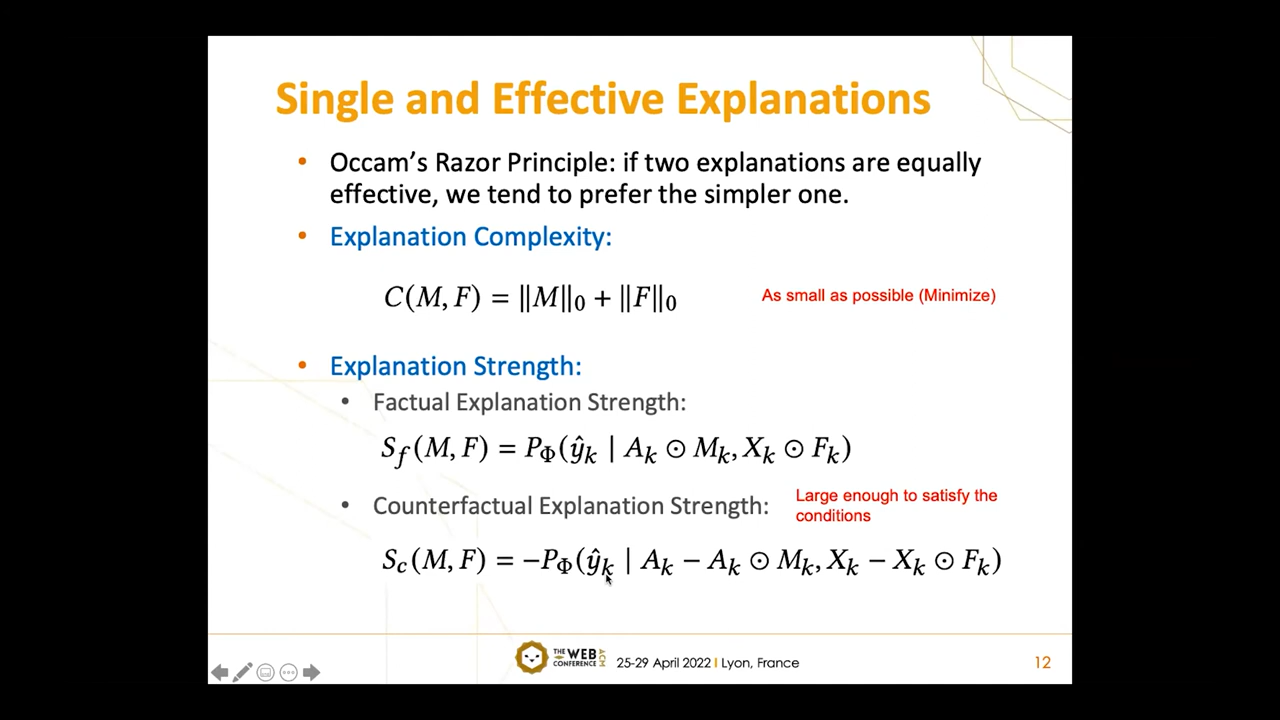 Single and Effective Explanations
• Occam's Razor Principle: if two explanations are equally
effective, we tend to prefer the simpler one.
• Explanation Complexity:
C(M, F) = ‖M‖₀ + ‖F‖₀
As small as possible (Minimize)
• Explanation Strength:
• Factual Explanation Strength:
S_f(M, F) = P_Φ(ŷ_k | A_k ⊙ M_k, X_k ⊙ F_k)
• Counterfactual Explanation Strength:
Large enough to satisfy the
conditions
S_c(M, F) = −P_Φ(ŷ_k | A_k − A_k ⊙ M_k, X_k − X_k ⊙ F_k)
THE WEB CONFERENCE ACM
25-29 April 2022 | Lyon, France
12